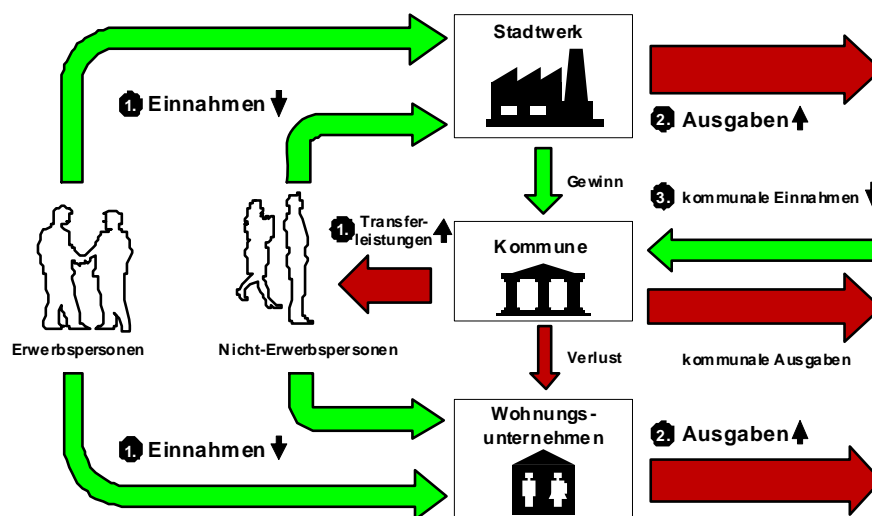 Stadtwerk
1. Einnahmen
2. Ausgaben
Gewinn
3. kommunale Einnahmen
1. Transfer-
leistungen
Kommune
Erwerbspersonen
Nicht-Erwerbspersonen
Verlust
kommunale Ausgaben
Wohnungs-
unternehmen
1. Einnahmen
2. Ausgaben